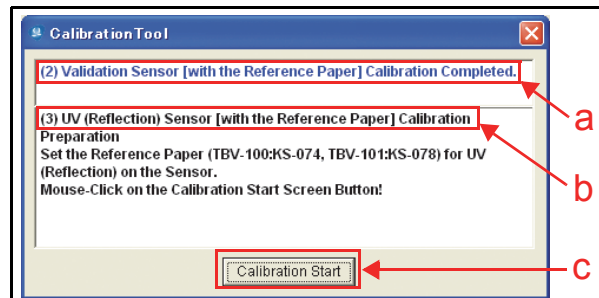 CalibrationTool
(2) Validation Sensor [with the Reference Paper] Calibration Completed.
a
(3) UV (Reflection) Sensor [with the Reference Paper] Calibration
Preparation
Set the Reference Paper (TBV-100:KS-074, TBV-101:KS-078) for UV
(Reflection) on the Sensor.
Mouse-Click on the Calibration Start Screen Button!
b
Calibration Start
c